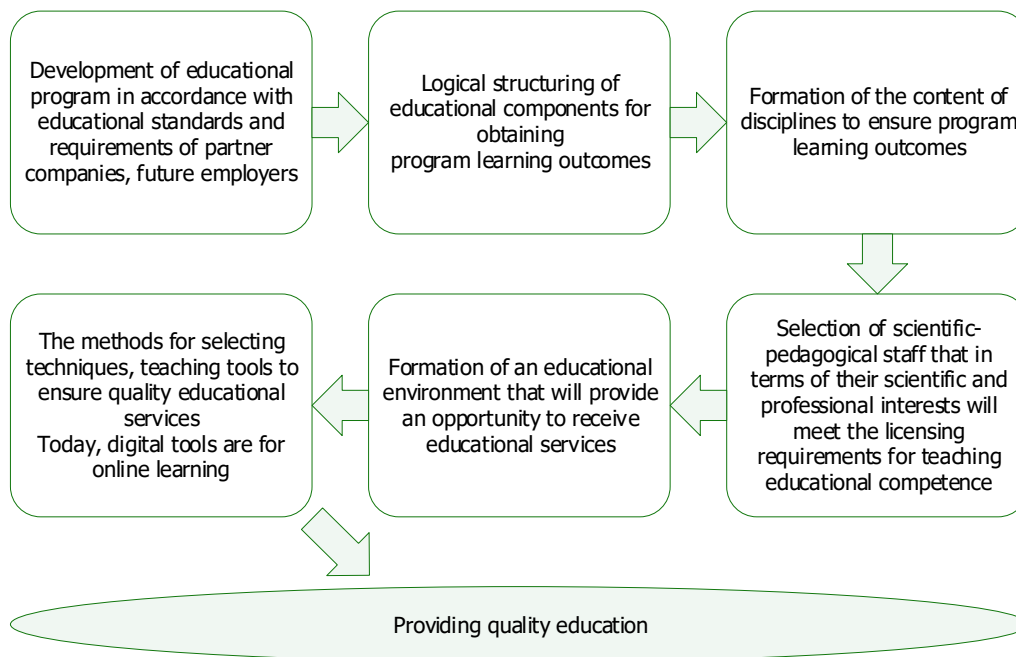 Development of educational
program in accordance with
educational standards and
requirements of partner
companies, future employers
Logical structuring of
educational components for
obtaining
program learning outcomes
Formation of the content of
disciplines to ensure program
learning outcomes
Selection of scientific-
pedagogical staff that in
terms of their scientific and
professional interests will
meet the licensing
requirements for teaching
educational competence
Formation of an educational
environment that will provide
an opportunity to receive
educational services
The methods for selecting
techniques, teaching tools to
ensure quality educational
services
Today, digital tools are for
online learning
Providing quality education